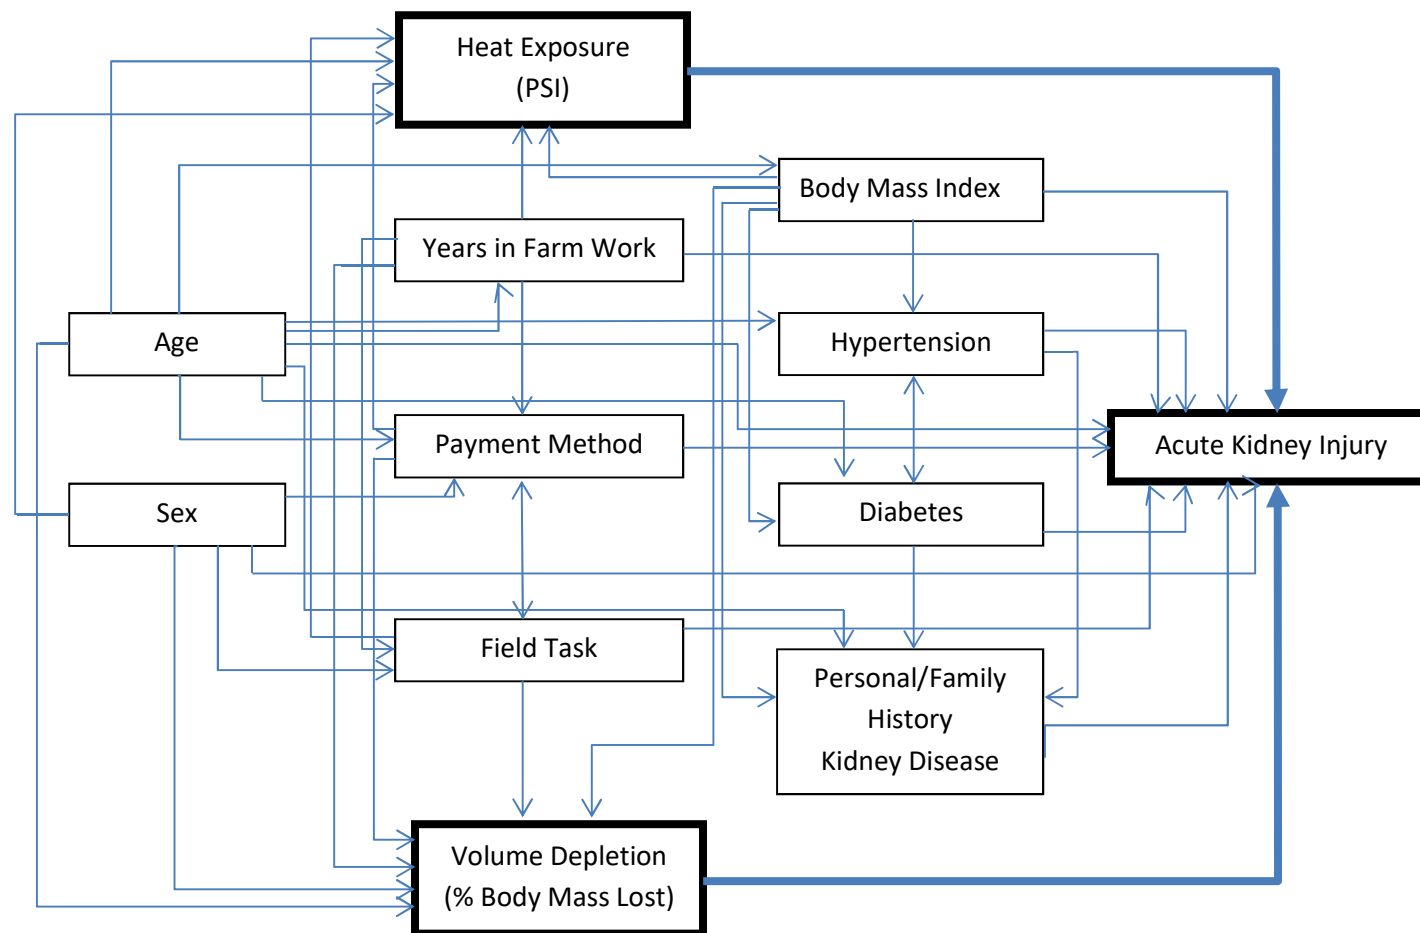 Heat Exposure
(PSI)
Body Mass Index
Years in Farm Work
Age
Hypertension
Payment Method
Acute Kidney Injury
Sex
Diabetes
Field Task
Personal/Family
History
Kidney Disease
Volume Depletion
(% Body Mass Lost)